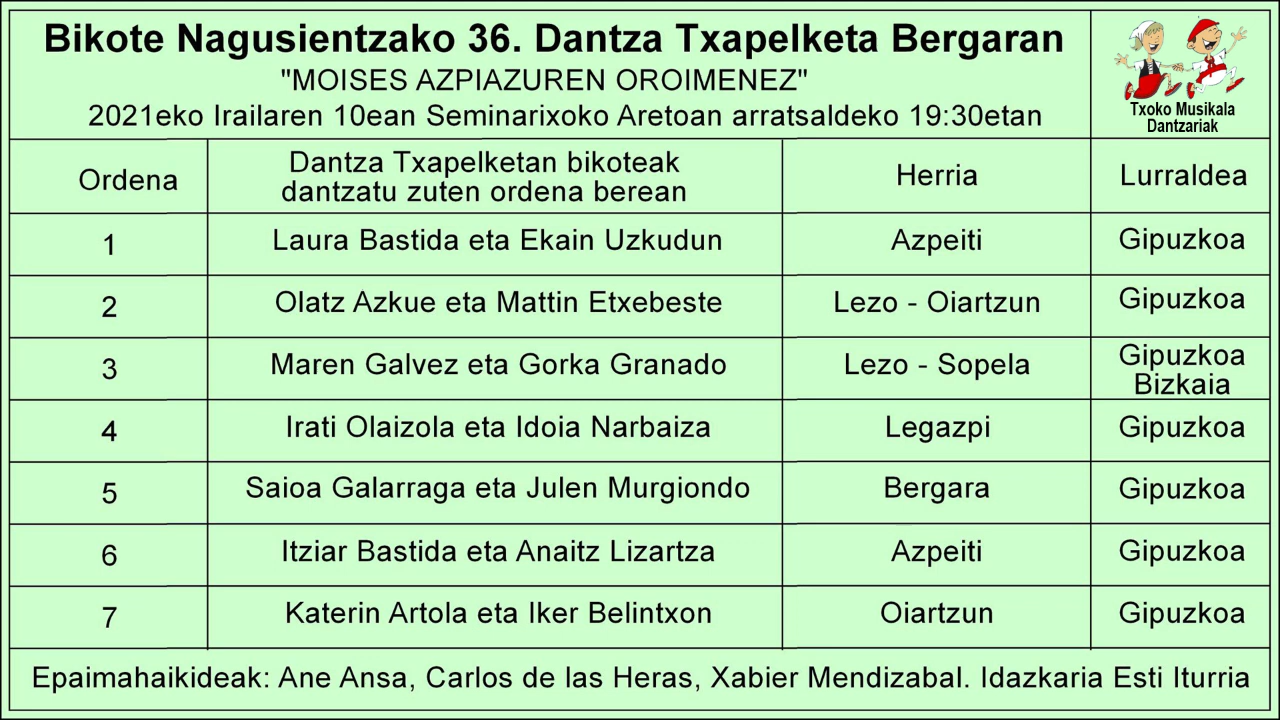 Bikote Nagusientzako 36. Dantza Txapelketa Bergaran
"MOISES AZPIAZUREN OROIMENEZ"
2021eko Irailaren 10ean Seminarixoko Aretoan arratsaldeko 19:30etan
Txoko Musikala
Dantzariak
Ordena
Dantza Txapelketan bikoteak
dantzatu zuten ordena berean
Herria
Lurraldea
1
Laura Bastida eta Ekain Uzkudun
Azpeiti
Gipuzkoa
2
Olatz Azkue eta Mattin Etxebeste
Lezo - Oiartzun
Gipuzkoa
3
Maren Galvez eta Gorka Granado
Lezo - Sopela
Gipuzkoa
Bizkaia
4
Irati Olaizola eta Idoia Narbaiza
Legazpi
Gipuzkoa
5
Saioa Galarraga eta Julen Murgiondo
Bergara
Gipuzkoa
6
Itziar Bastida eta Anaitz Lizartza
Azpeiti
Gipuzkoa
7
Katerin Artola eta Iker Belintxon
Oiartzun
Gipuzkoa
Epaimahaikideak: Ane Ansa, Carlos de las Heras, Xabier Mendizabal. Idazkaria Esti Iturria